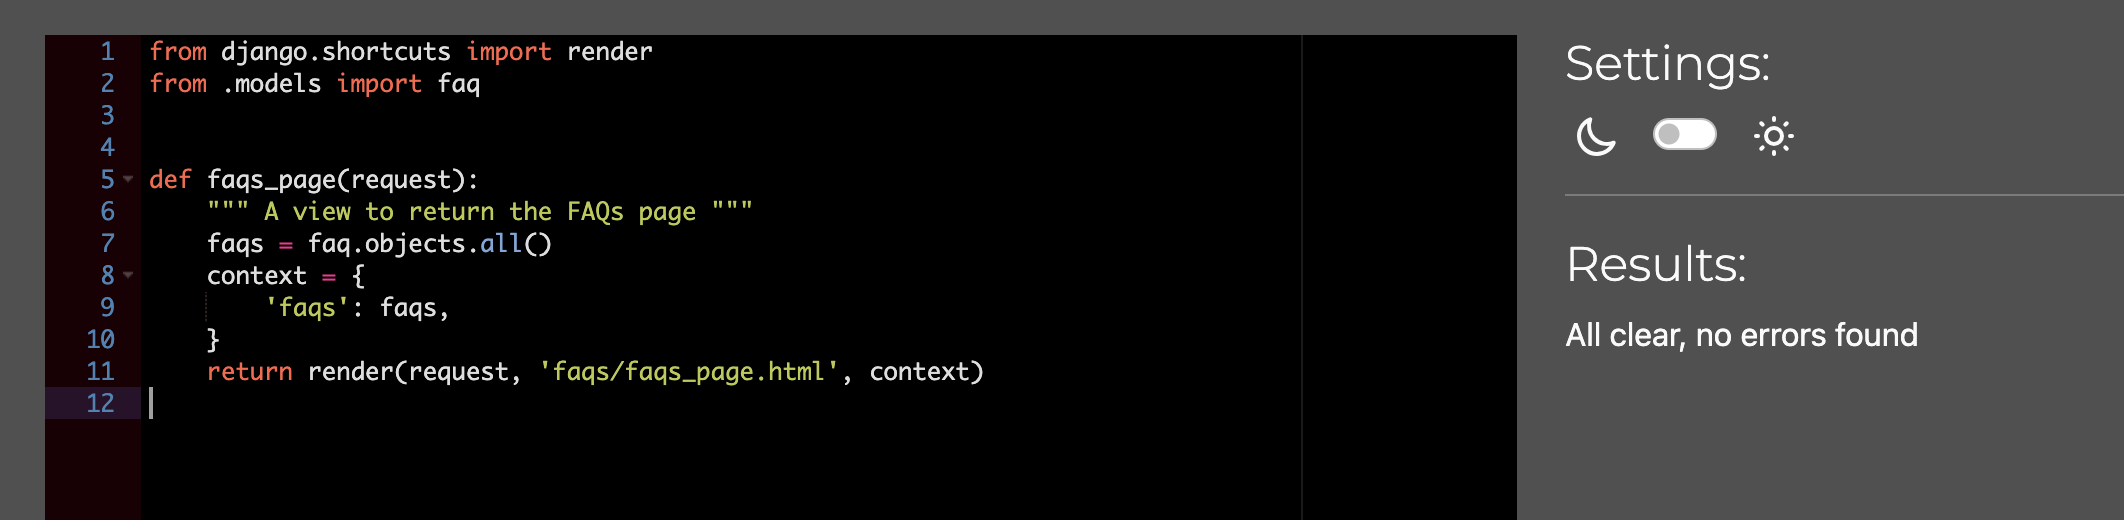 1 from django.shortcuts import render
2 from .models import faq
3
4
5 def faqs_page(request):
6     """ A view to return the FAQs page """
7     faqs = faq.objects.all()
8     context = {
9         'faqs': faqs,
10     }
11     return render(request, 'faqs/faqs_page.html', context)
12
Settings:
Results:
All clear, no errors found